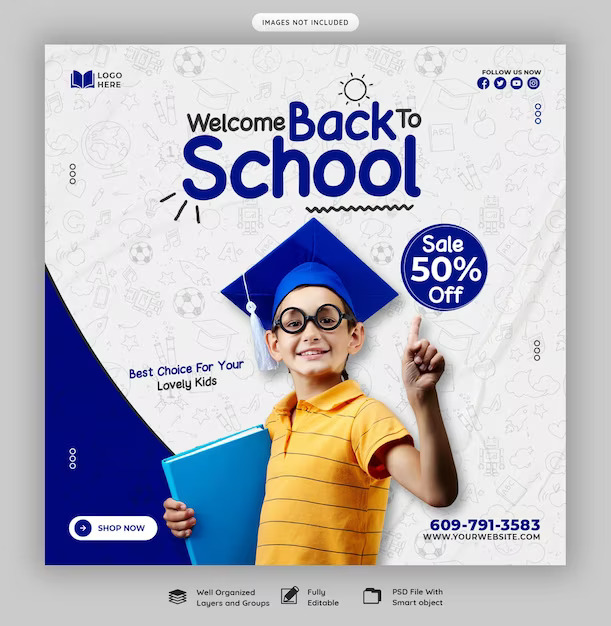 IMAGES NOT INCLUDED
LOGO
HERE
FOLLOW US NOW
Welcome Back To
School
Sale
50%
Off
Best Choice For Your
Lovely Kids
SHOP NOW
609-791-3583
WWW.YOURWEBSITE.COM
Well Organized
Layers and Groups
Fully
Editable
PSD File With
Smart object